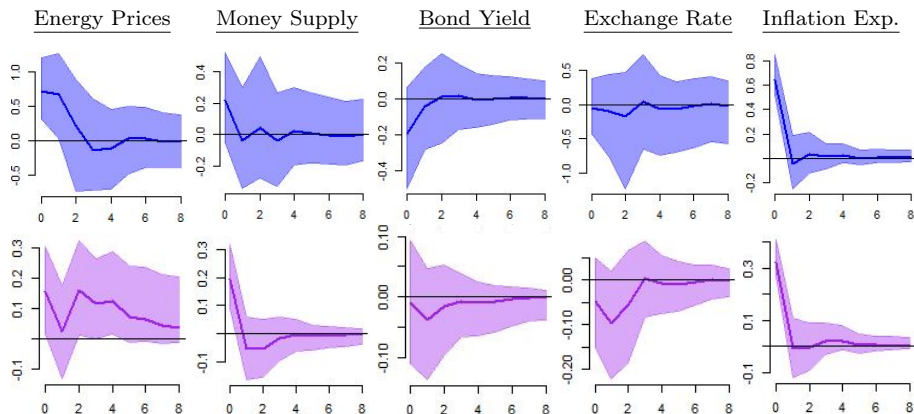 Energy Prices Money Supply Bond Yield Exchange Rate Inflation Exp.
1.0 0.5 0.0 -0.5
0.4 0.2 0.0 -0.2
0.2 0.0 -0.2 -0.4
0.5 0.0 -0.5 -1.0
0.8 0.6 0.4 0.2 -0.2
0 2 4 6 8 0 2 4 6 8 0 2 4 6 8 0 2 4 6 8 0 2 4 6 8
0.3 0.2 0.1 -0.1
0.3 0.2 0.1 -0.1
0.10 0.00 -0.10
0.00 -0.10 -0.20
0.3 0.1 -0.1
0 2 4 6 8 0 2 4 6 8 0 2 4 6 8 0 2 4 6 8 0 2 4 6 8